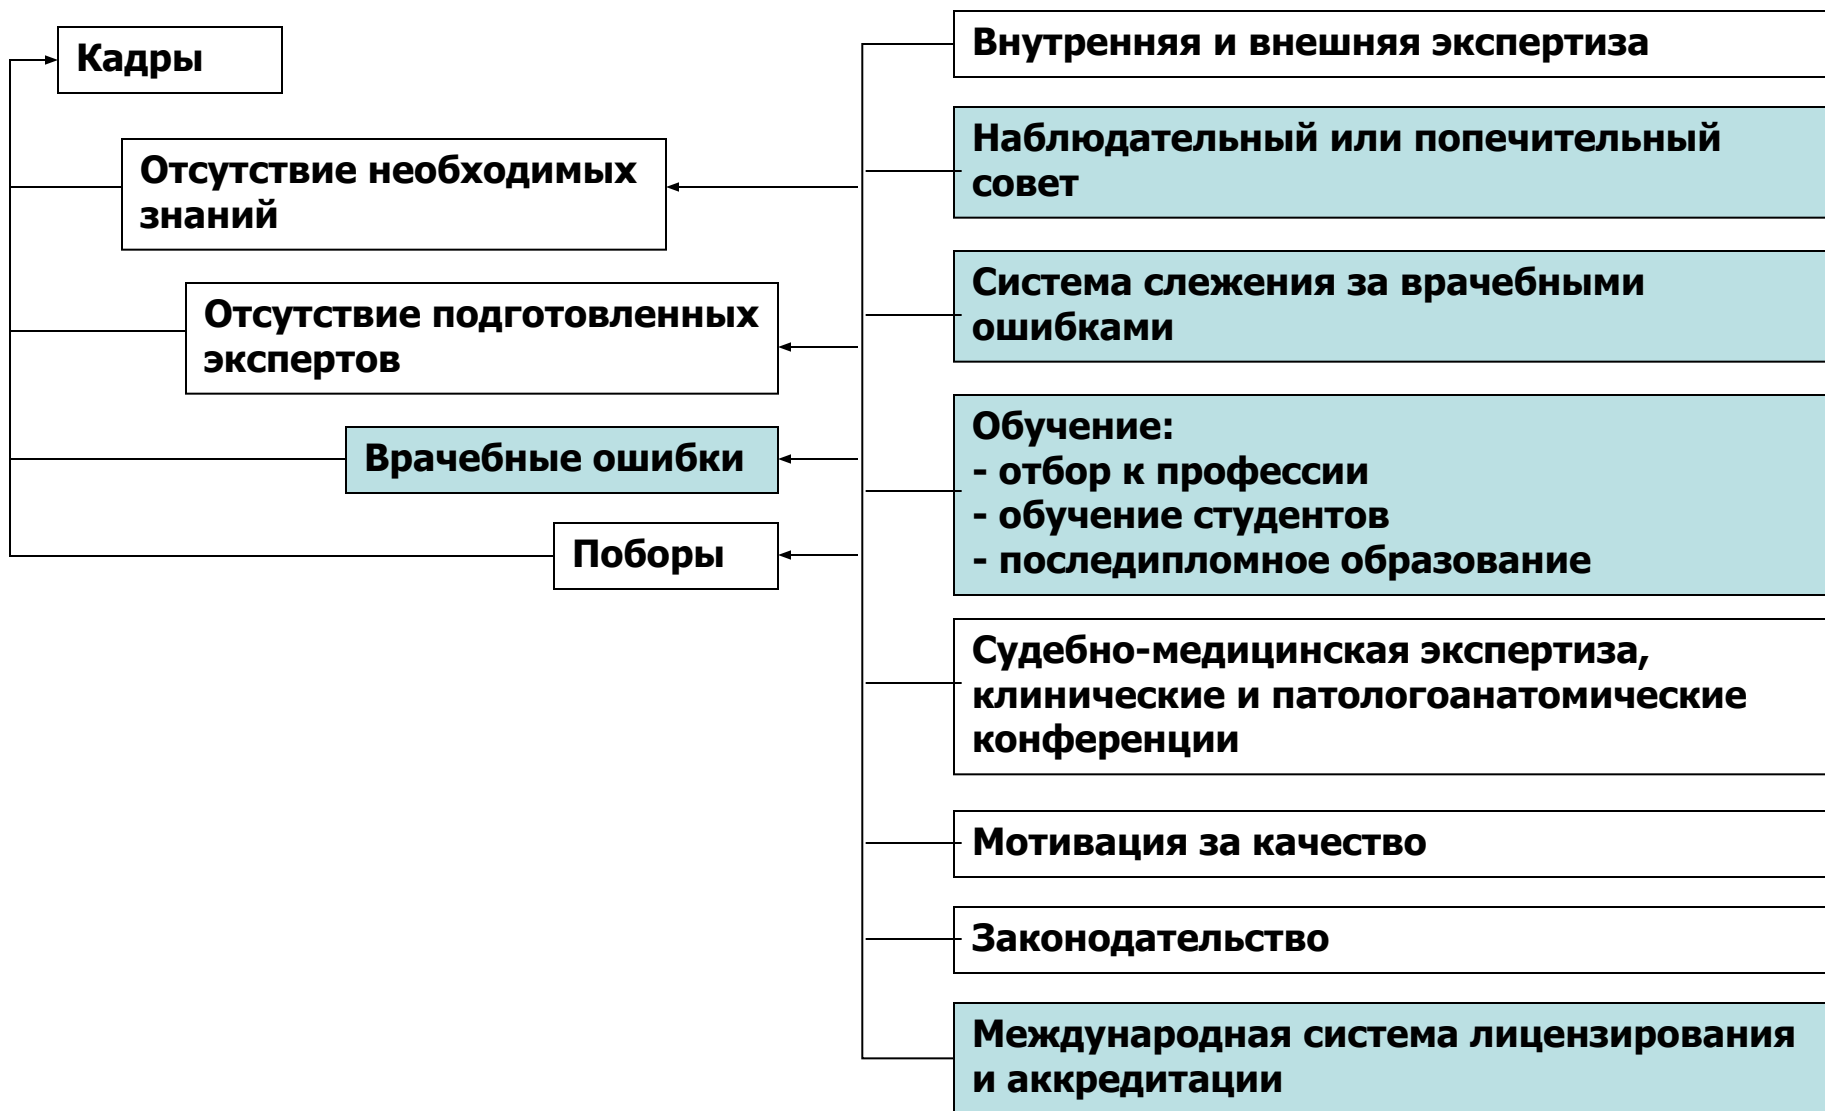 Кадры
Отсутствие необходимых
знаний
Отсутствие подготовленных
экспертов
Врачебные ошибки
Поборы
Внутренняя и внешняя экспертиза
Наблюдательный или попечительный
совет
Система слежения за врачебными
ошибками
Обучение:
- отбор к профессии
- обучение студентов
- последипломное образование
Судебно-медицинская экспертиза,
клинические и патологоанатомические
конференции
Мотивация за качество
Законодательство
Международная система лицензирования
и аккредитации